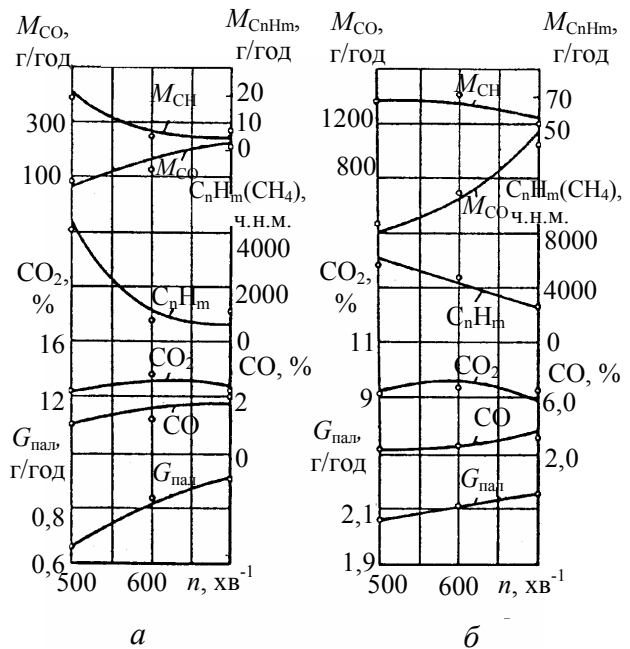 M_CO,
г/год
M_CnHm,
г/год
20
300
10
M_CH
0
100
M_CO
C_nH_m(CH_4),
ч.н.м.
4000
CO_2,
%
2000
C_nH_m
16
0
CO_2
CO, %
12
2
CO
G_пал,
г/год
0
G_пал
0,8
0,6
500
600
n, хв^-1
а
M_CO,
г/год
M_CnHm,
г/год
M_CH
70
1200
50
800
C_nH_m(CH_4),
M_CO
ч.н.м.
8000
CO_2,
%
4000
C_nH_m
11
0
CO_2
CO, %
9
6,0
CO
G_пал,
г/год
2,0
G_пал
2,1
1,9
500
600
n, хв^-1
б